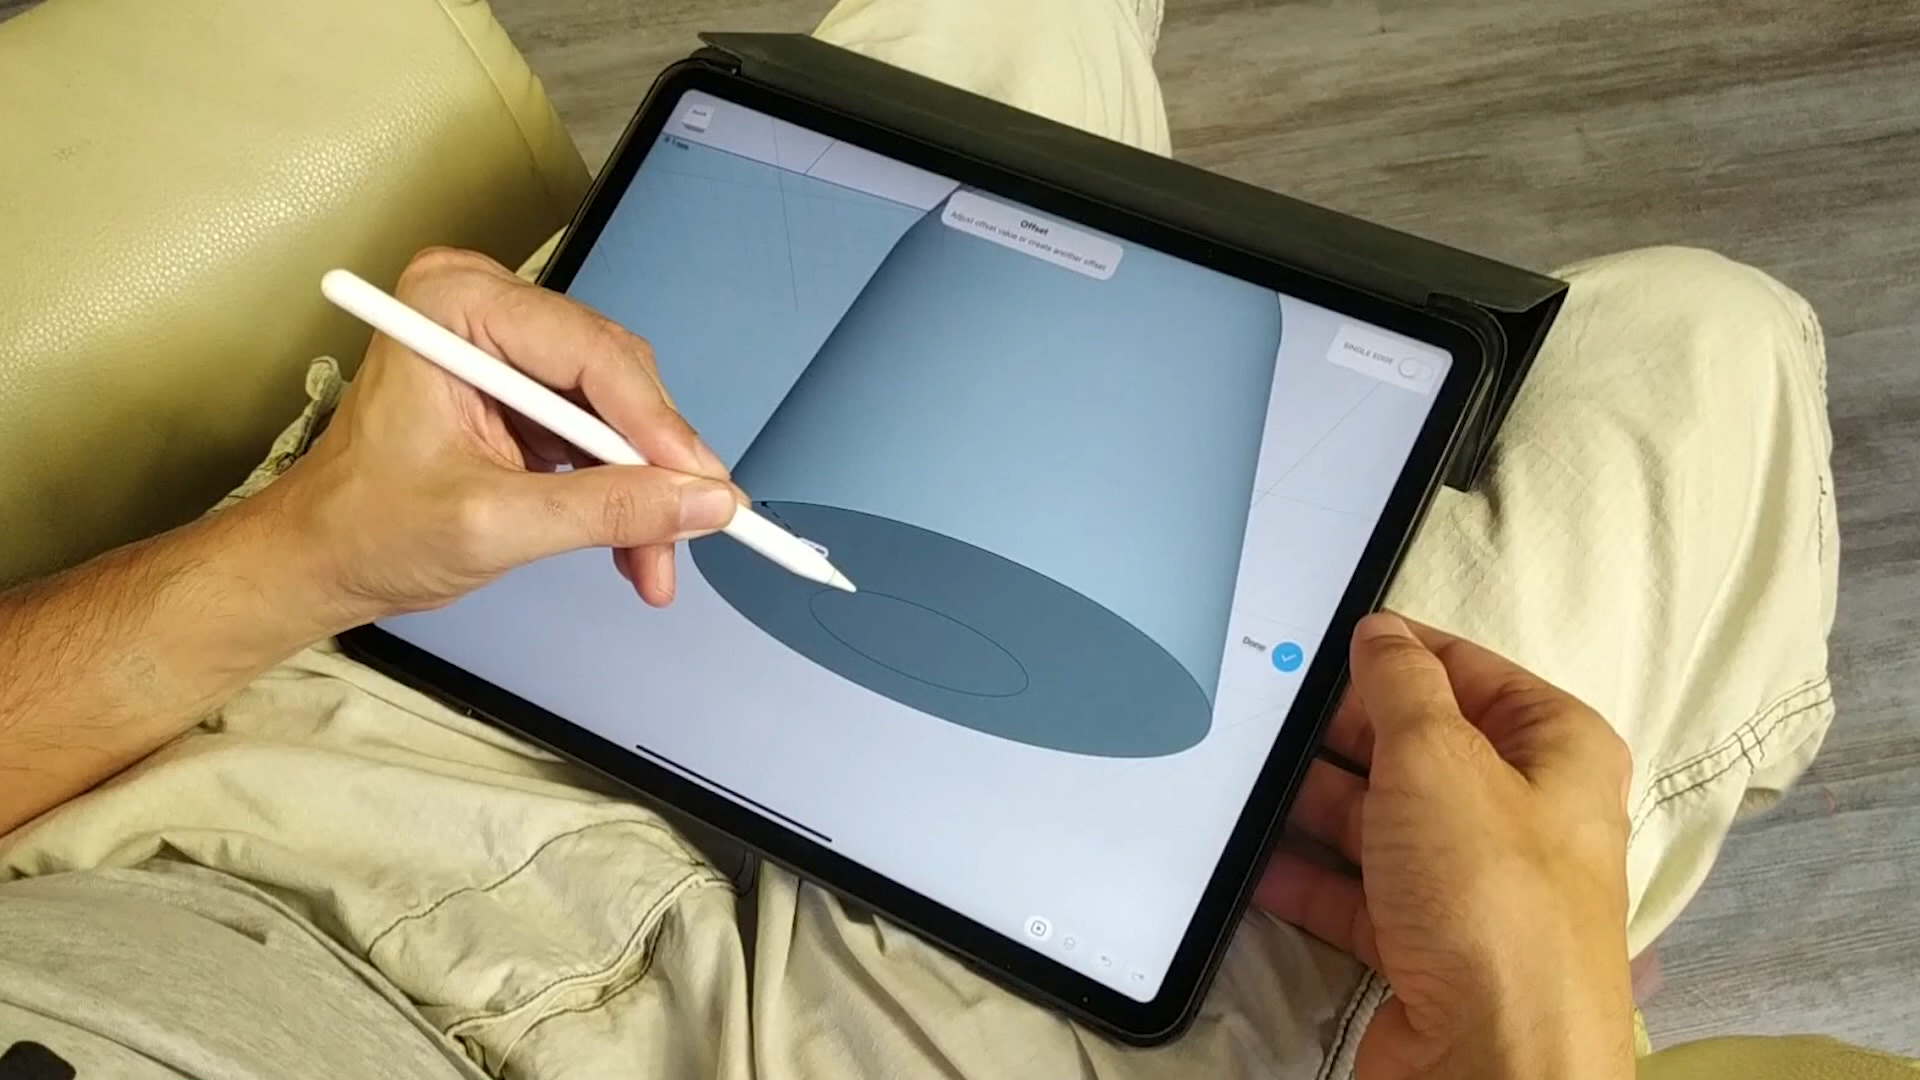 Offset
Adjust offset value or create another offset
SINGLE EDGE
Done